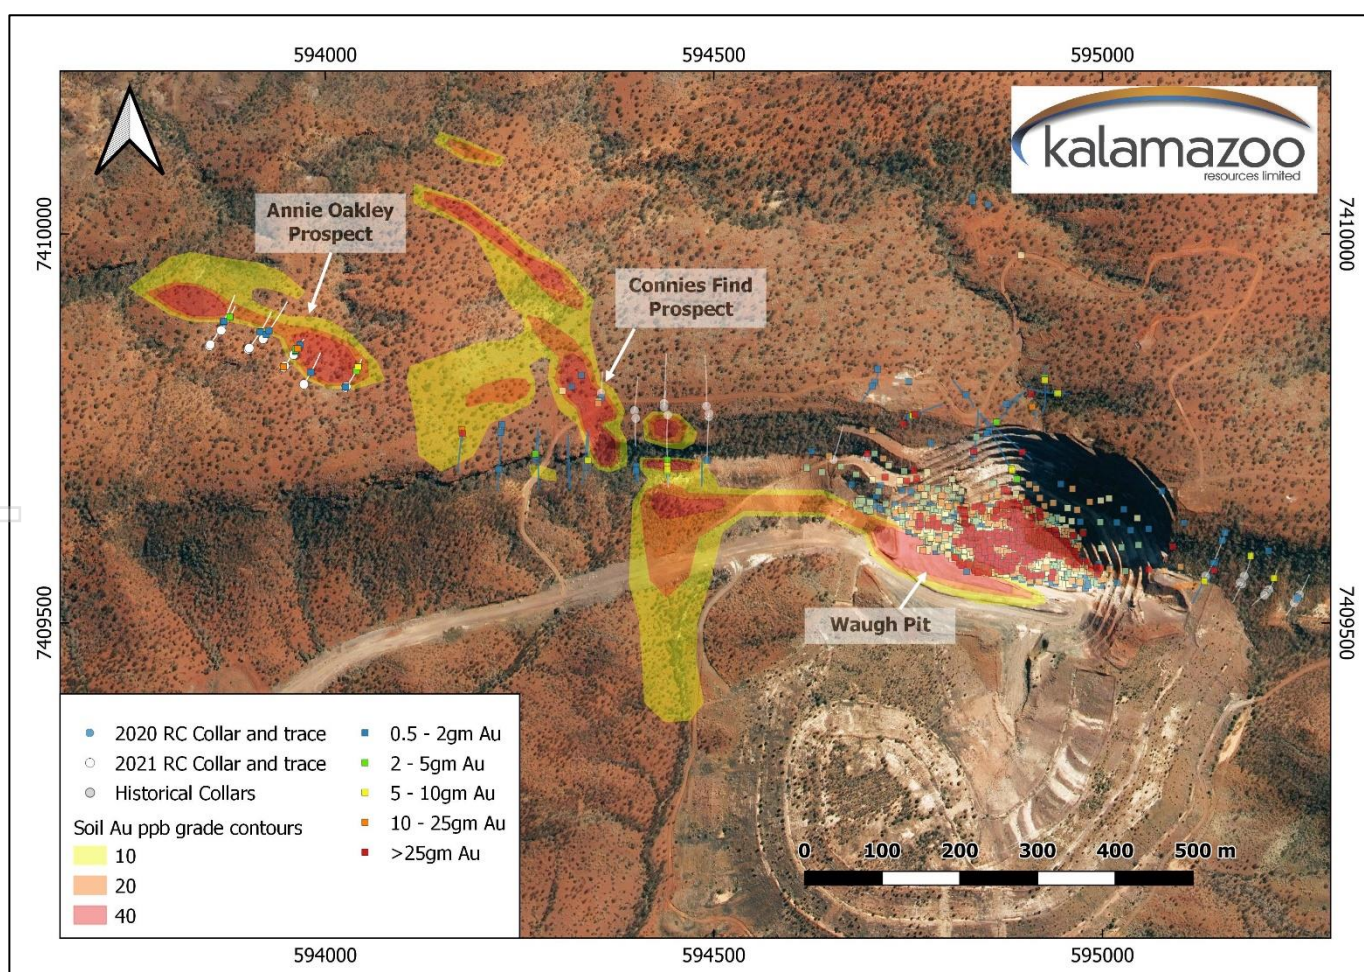 594000
594500
595000
kalamazoo
resources limited
Annie Oakley
Prospect
7410000
7410000
Connies Find
Prospect
7409500
7409500
Waugh Pit
2020 RC Collar and trace
2021 RC Collar and trace
Historical Collars
Soil Au ppb grade contours
10
20
40
0.5 - 2gm Au
2 - 5gm Au
5 - 10gm Au
10 - 25gm Au
>25gm Au
0 100 200 300 400 500 m
594000
594500
595000